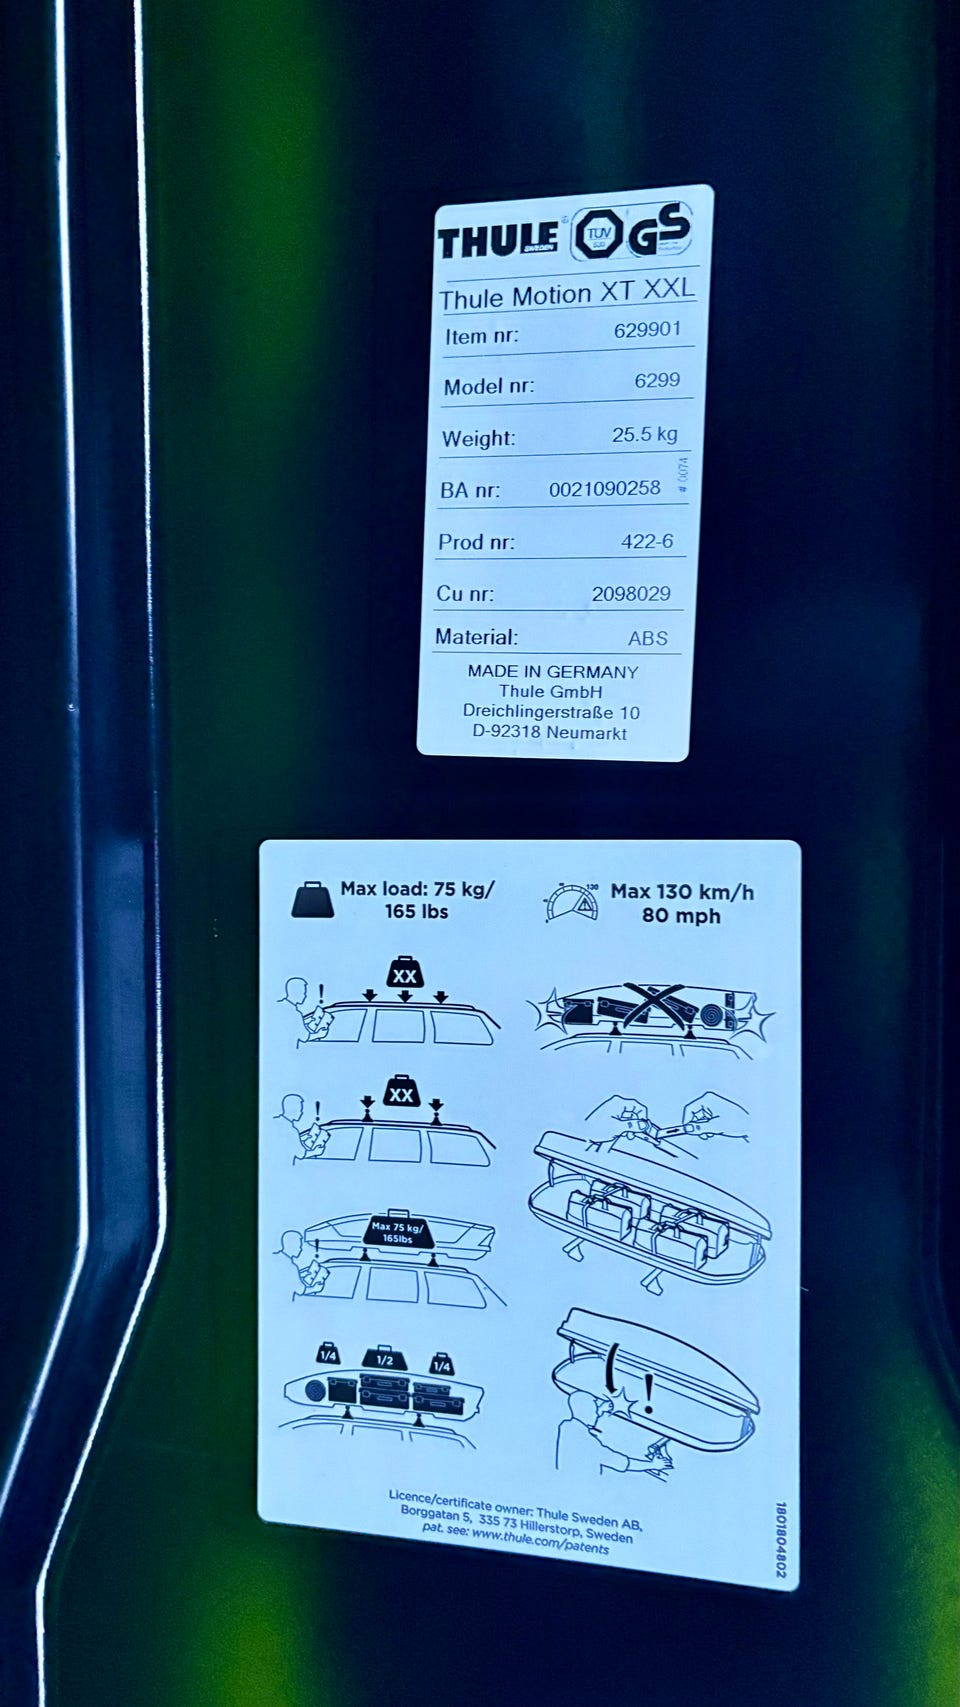 THULE
SWEDEN
®
TÜV
SÜD
GS
Thule Motion XT XXL
Item nr: 629901
Model nr: 6299
Weight: 25.5 kg
BA nr: 0021090258
# 0074
Prod nr: 422-6
Cu nr: 2098029
Material: ABS
MADE IN GERMANY
Thule GmbH
Dreichlingerstraße 10
D-92318 Neumarkt
Max load: 75 kg/
165 lbs
130
Max 130 km/h
80 mph
XX
!
XX
!
Max 75 kg/
165lbs
!
1/4 1/2 1/4
!
Licence/certificate owner: Thule Sweden AB,
Borggatan 5, 335 73 Hillerstorp, Sweden
pat. see: www.thule.com/patents
1801804802